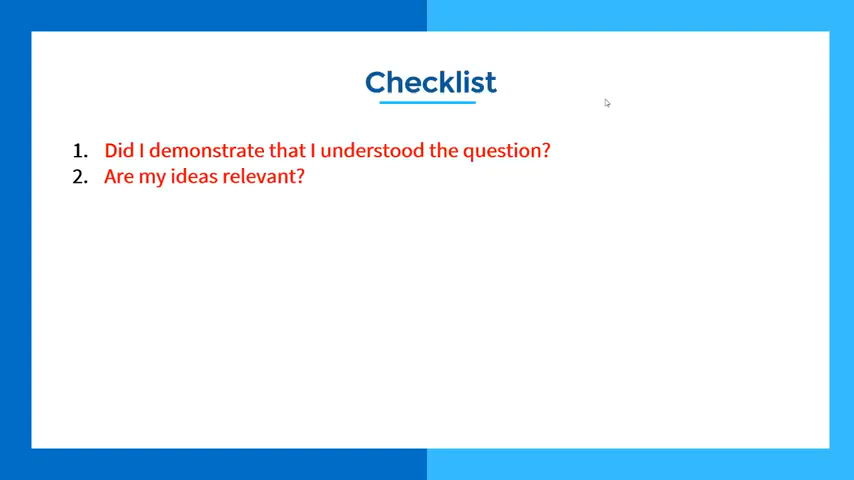 Checklist
1. Did I demonstrate that I understood the question?
2. Are my ideas relevant?